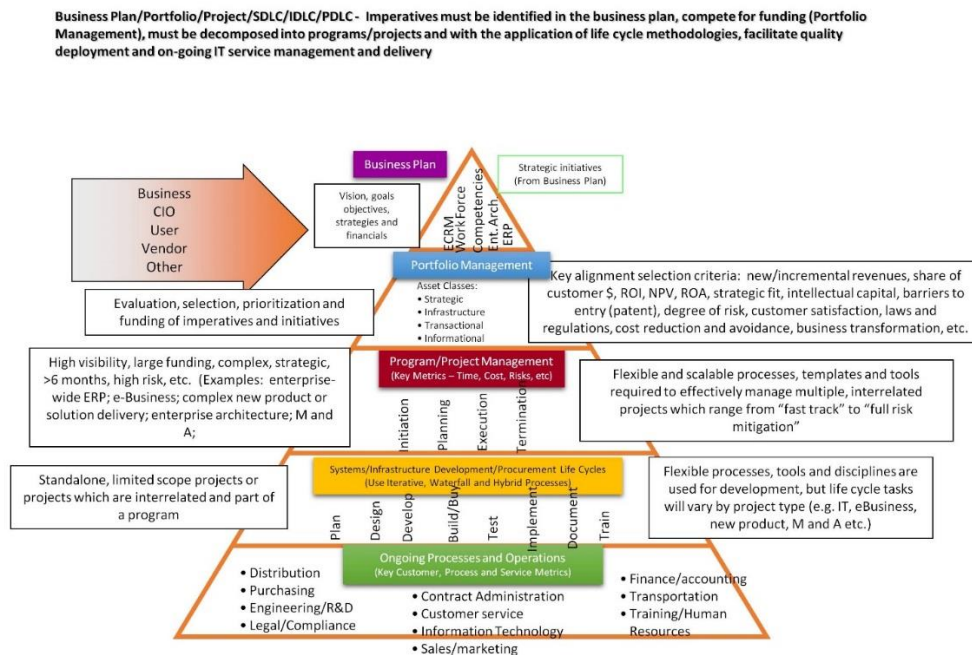 Business Plan/Portfolio/Project/SDLC/IDLC/PDLC - Imperatives must be identified in the business plan, compete for funding (Portfolio
Management), must be decomposed into programs/projects and with the application of life cycle methodologies, facilitate quality
deployment and on-going IT service management and delivery
Business Plan
Strategic initiatives
(From Business Plan)
Business
CIO
User
Vendor
Other
Vision, goals
objectives,
strategies and
financials
ECRM
Work Force
Competencies
Ent. Arch
ERP
Portfolio Management
Asset Classes:
• Strategic
• Infrastructure
• Transactional
• Informational
Key alignment selection criteria: new/incremental revenues, share of
customer $, ROI, NPV, ROA, strategic fit, intellectual capital, barriers to
entry (patent), degree of risk, customer satisfaction, laws and
regulations, cost reduction and avoidance, business transformation, etc.
Evaluation, selection, prioritization and
funding of imperatives and initiatives
Program/Project Management
(Key Metrics – Time, Cost, Risks, etc)
High visibility, large funding, complex, strategic,
>6 months, high risk, etc. (Examples: enterprise-
wide ERP; e-Business; complex new product or
solution delivery; enterprise architecture; M and
A;
Initiation
Planning
Execution
Termination
Flexible and scalable processes, templates and tools
required to effectively manage multiple, interrelated
projects which range from “fast track” to “full risk
mitigation”
Systems/Infrastructure Development/Procurement Life Cycles
(Use Iterative, Waterfall and Hybrid Processes)
Standalone, limited scope projects or
projects which are interrelated and part of
a program
Plan
Design
Develop
Build/Buy
Test
Implement
Document
Train
Flexible processes, tools and disciplines are
used for development, but life cycle tasks
will vary by project type (e.g. IT, eBusiness,
new product, M and A etc.)
Ongoing Processes and Operations
(Key Customer, Process and Service Metrics)
• Distribution
• Purchasing
• Engineering/R&D
• Legal/Compliance
• Contract Administration
• Customer service
• Information Technology
• Sales/marketing
• Finance/accounting
• Transportation
• Training/Human
Resources